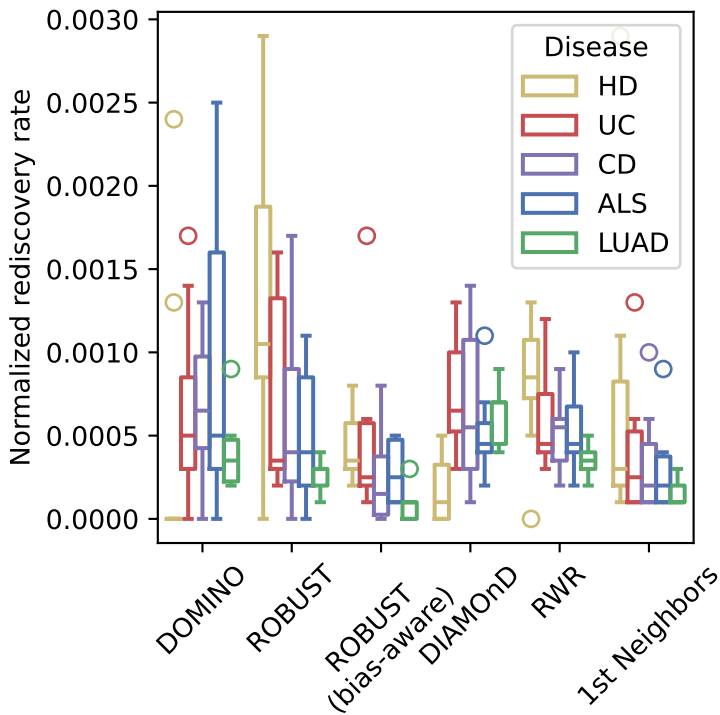 Normalized rediscovery rate
0.0030
0.0025
0.0020
0.0015
0.0010
0.0005
0.0000
Disease
HD
UC
CD
ALS
LUAD
DOMINO
ROBUST
ROBUST
(bias-aware)
DIAMOnD
RWR
1st Neighbors